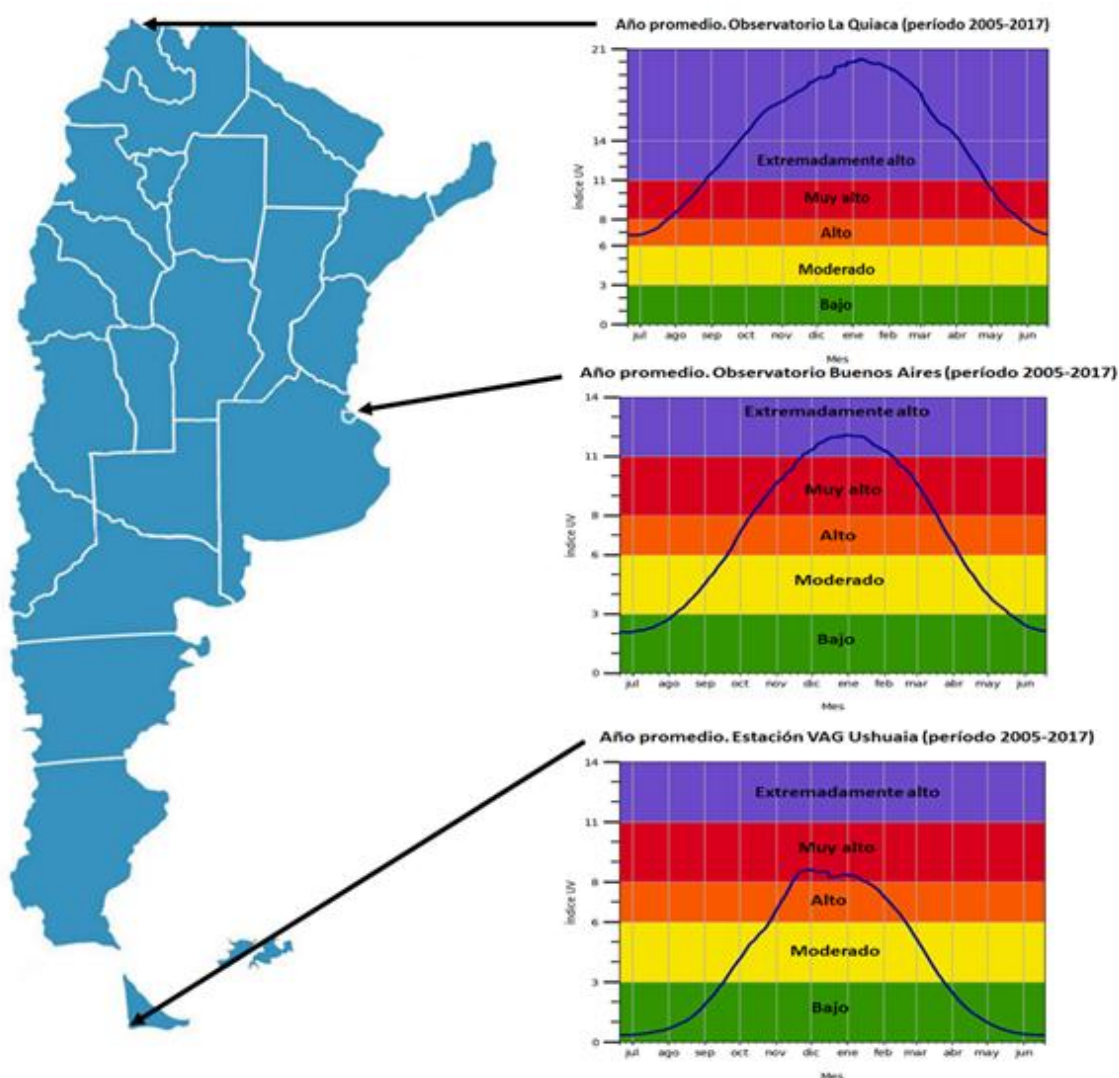 Año promedio. Observatorio La Quiaca (período 2005-2017)
21
14
Extremadamente alto
11
Muy alto
8
Alto
6
Moderado
3
Bajo
0
Índice UV
jul ago sep oct nov dic ene feb mar abr may jun
Mes
Año promedio. Observatorio Buenos Aires (período 2005-2017)
14
Extremadamente alto
11
Muy alto
8
Alto
6
Moderado
3
Bajo
0
Índice UV
jul ago sep oct nov dic ene feb mar abr may jun
Mes
Año promedio. Estación VAG Ushuaia (período 2005-2017)
14
Extremadamente alto
11
Muy alto
8
Alto
6
Moderado
3
Bajo
0
Índice UV
jul ago sep oct nov dic ene feb mar abr may jun
Mes